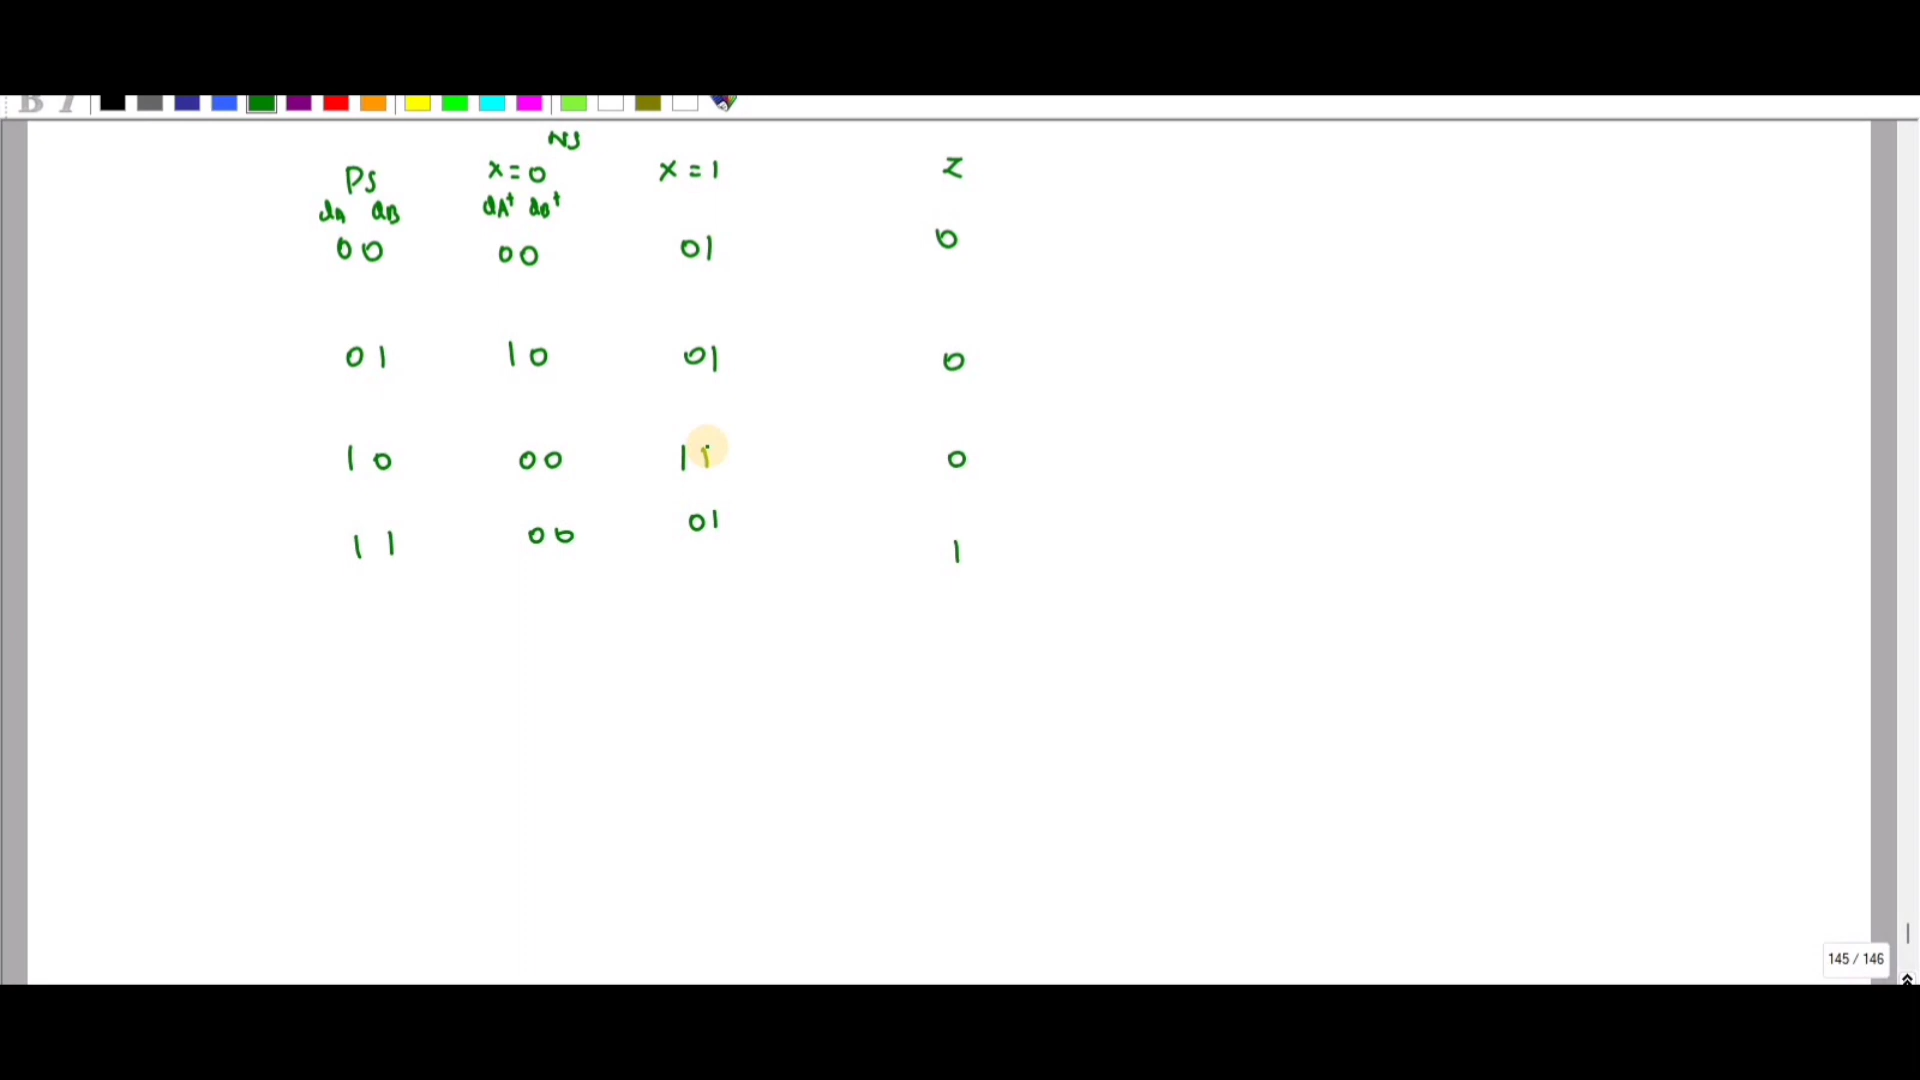 B I
NS
PS x = 0 x = 1 Z
qA qB qA⁺ qB⁺
00 00 01 0
01 10 01 0
10 00 11 0
11 00 01 1
145 / 146